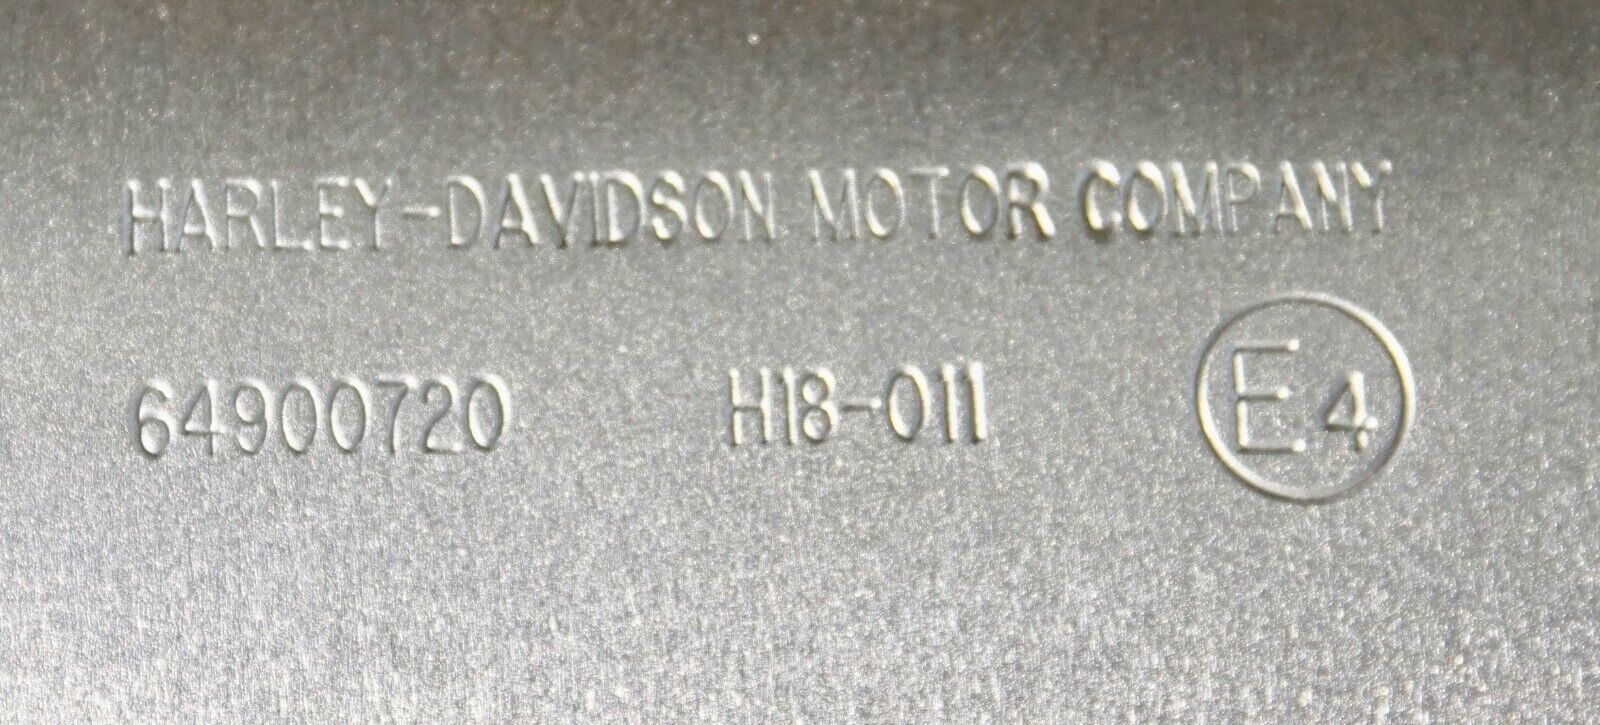 HARLEY-DAVIDSON MOTOR COMPANY
64900720 H18-011 E4